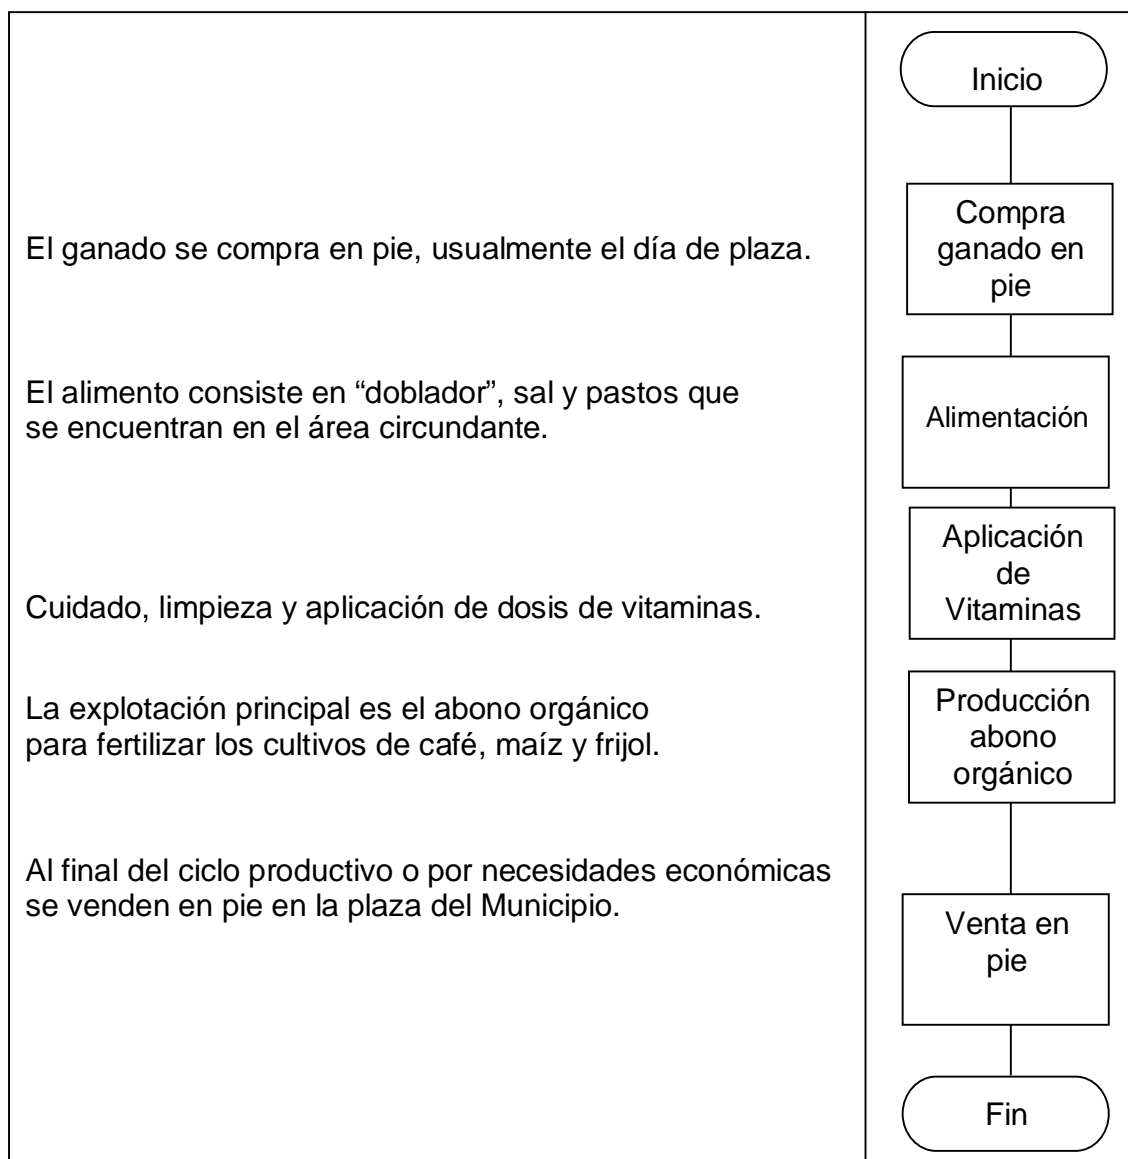 Inicio
El ganado se compra en pie, usualmente el día de plaza.
Compra
ganado en
pie
El alimento consiste en “doblador”, sal y pastos que
se encuentran en el área circundante.
Alimentación
Cuidado, limpieza y aplicación de dosis de vitaminas.
Aplicación
de
Vitaminas
La explotación principal es el abono orgánico
para fertilizar los cultivos de café, maíz y frijol.
Producción
abono
orgánico
Al final del ciclo productivo o por necesidades económicas
se venden en pie en la plaza del Municipio.
Venta en
pie
Fin